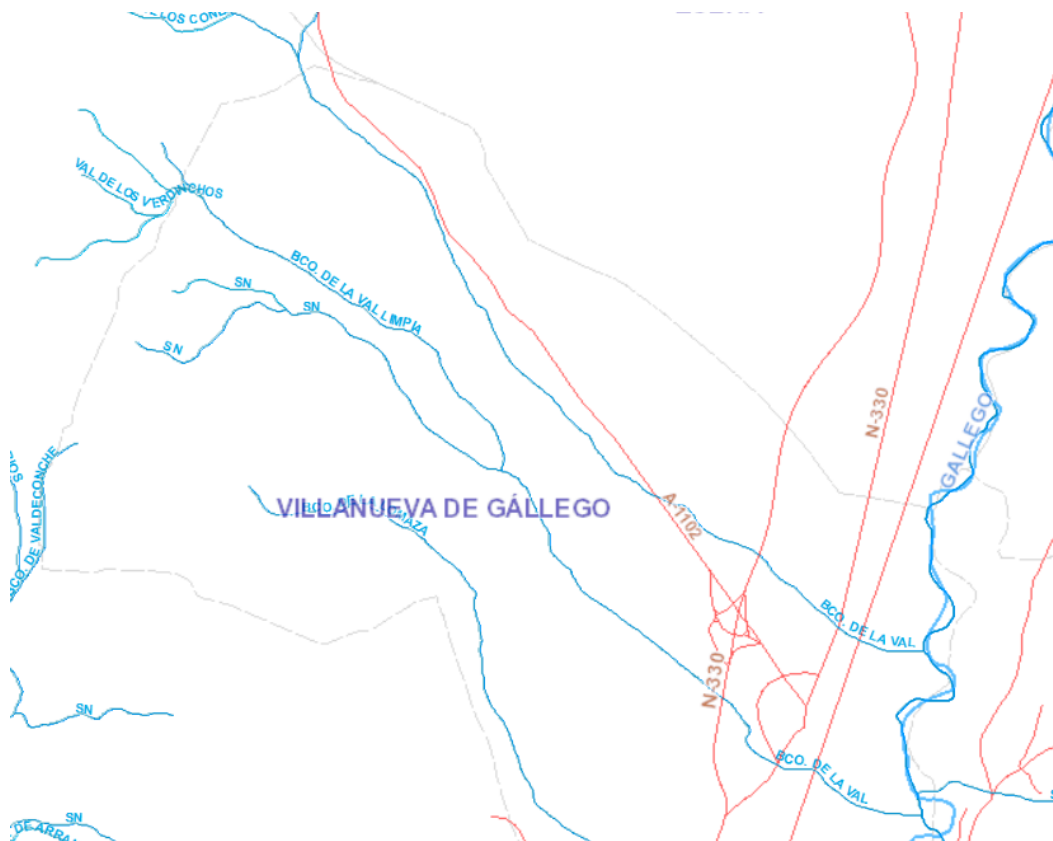 VAL DE LOS VERDINCHOS
BCO. DE LA VAL LIMPIA
SN
SN
SN
N-330
GALLEGO
BCO. DE VALDECONCHE
VILLANUEVA DE GÁLLEGO
A-1102
BCO. DE LA VAL
N-330
SN
BCO. DE LA VAL
SN